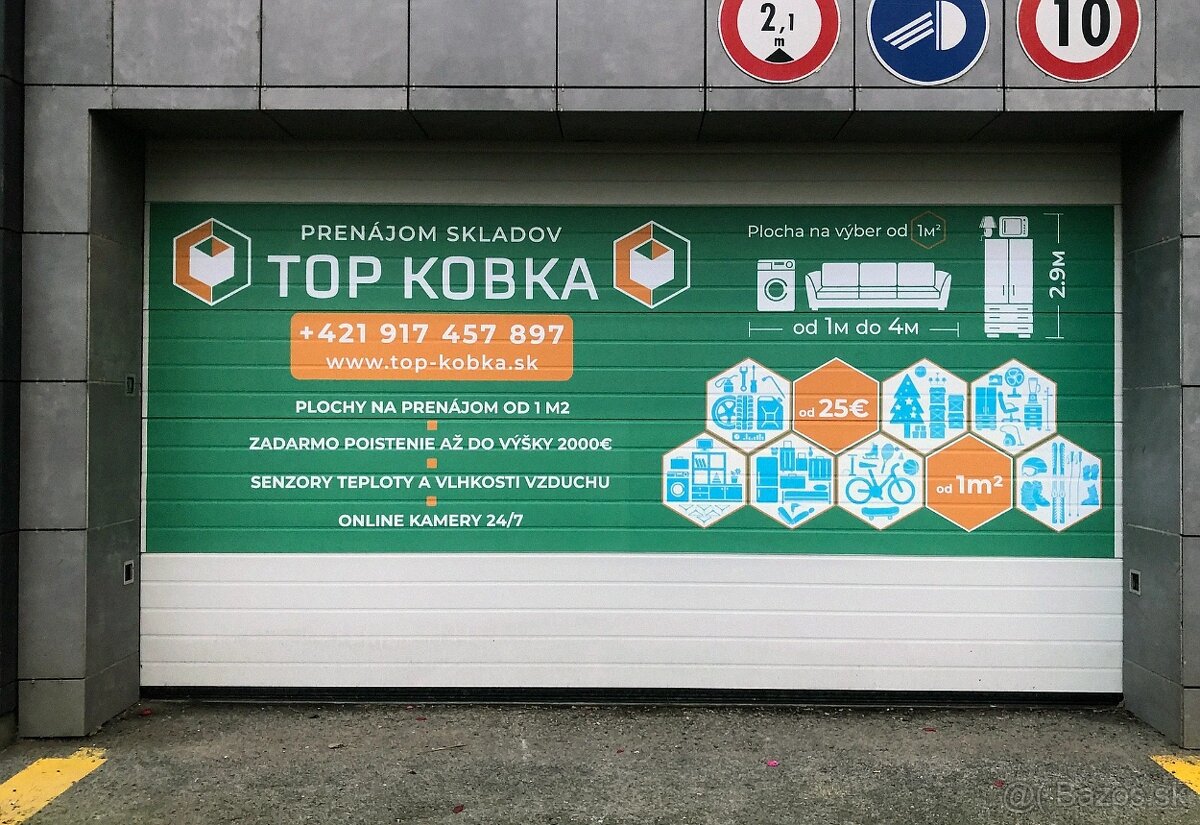 2,1
m
10
PRENÁJOM SKLADOV
TOP KOBKA
+421 917 457 897
www.top-kobka.sk
PLOCHY NA PRENÁJOM OD 1 M2
ZADARMO POISTENIE AŽ DO VÝŠKY 2000€
SENZORY TEPLOTY A VLHKOSTI VZDUCHU
ONLINE KAMERY 24/7
Plocha na výber od 1M²
2.9M
od 1M do 4M
od 25€
od 1m²
Bazos.sk